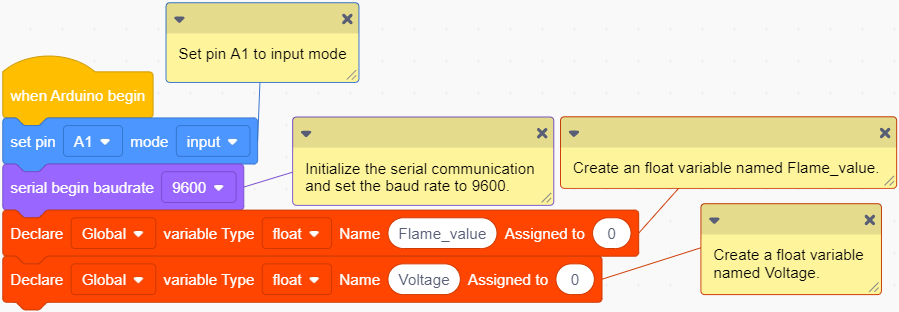 Set pin A1 to input mode
when Arduino begin
set pin A1 mode input
serial begin baudrate 9600
Initialize the serial communication
and set the baud rate to 9600.
Create an float variable named Flame_value.
Declare Global variable Type float Name Flame_value Assigned to 0
Declare Global variable Type float Name Voltage Assigned to 0
Create a float variable
named Voltage.